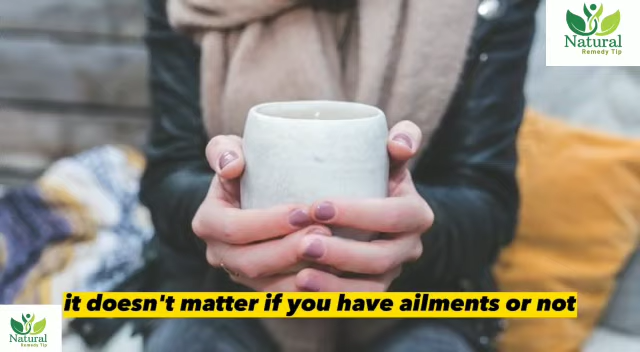 Natural
Remedy Tip
it doesn't matter if you have ailments or not
Natural
Remedy Tip